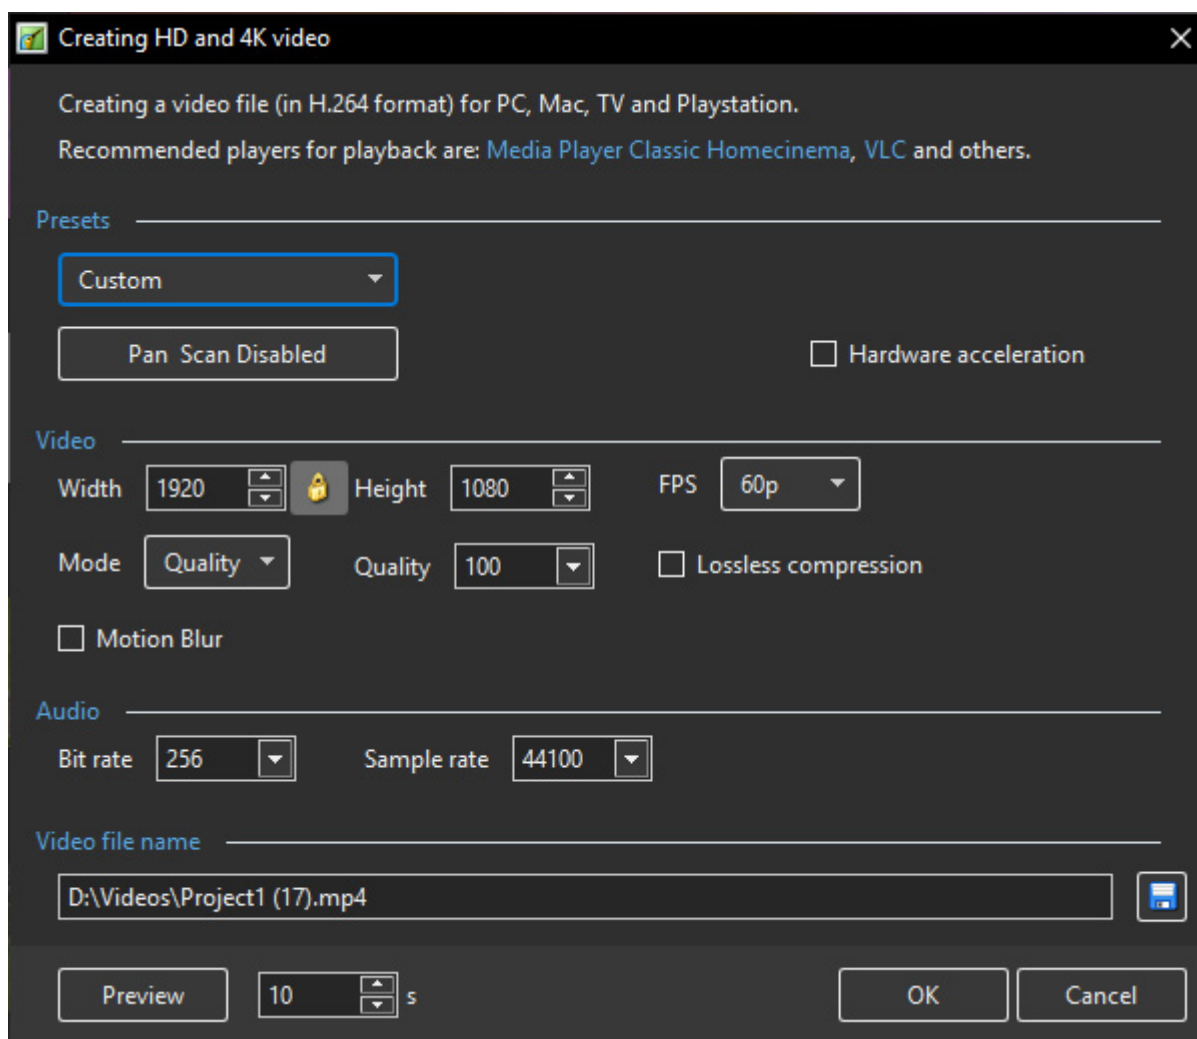 Creating HD and 4K video
Creating a video file (in H.264 format) for PC, Mac, TV and Playstation.
Recommended players for playback are: Media Player Classic Homecinema, VLC and others.
Presets
Custom
Pan Scan Disabled
Hardware acceleration
Video
Width 1920 Height 1080 FPS 60p
Mode Quality Quality 100 Lossless compression
Motion Blur
Audio
Bit rate 256 Sample rate 44100
Video file name
D:\Videos\Project1 (17).mp4
Preview 10 s OK Cancel